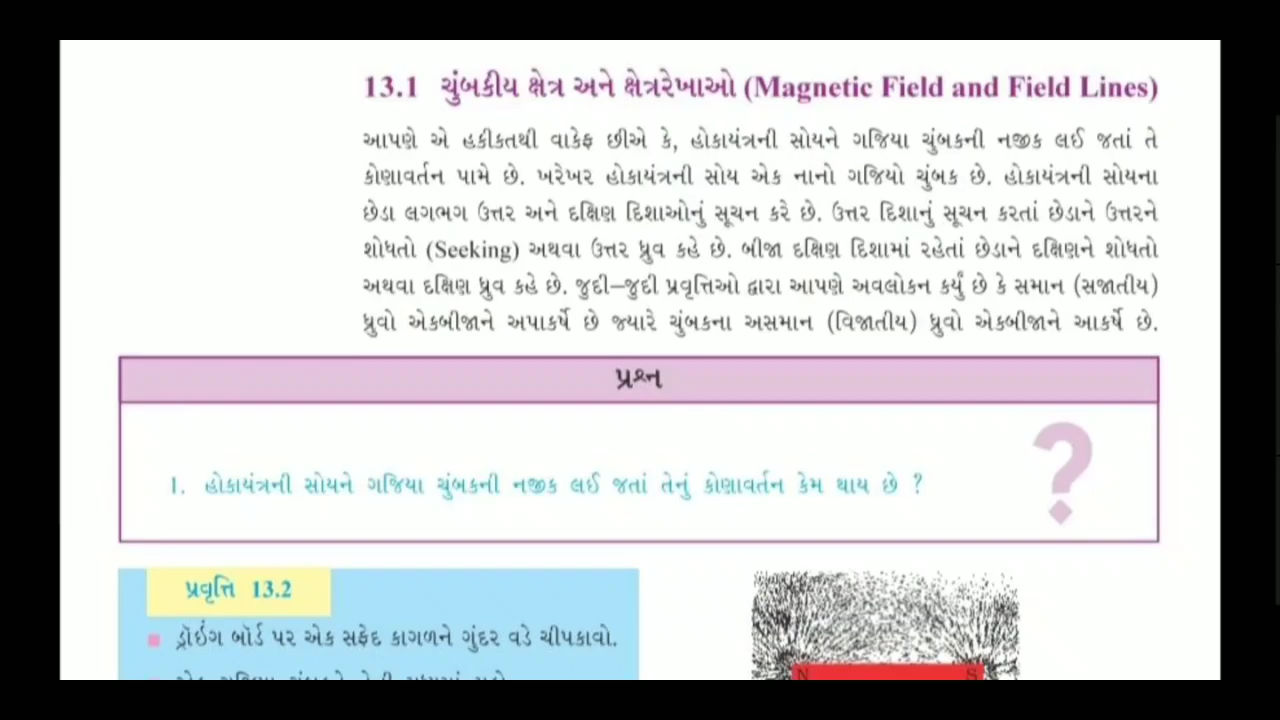 13.1 ચુંબકીય ક્ષેત્ર અને ક્ષેત્રરેખાઓ (Magnetic Field and Field Lines)
આપણે એ હકીકતથી વાકેફ છીએ કે, હોકાયંત્રની સોયને ગજિયા ચુંબકની નજીક લઈ જતાં તે
કોણાવર્તન પામે છે. ખરેખર હોકાયંત્રની સોય એક નાનો ગજિયો ચુંબક છે. હોકાયંત્રની સોયના
છેડા લગભગ ઉત્તર અને દક્ષિણ દિશાઓનું સૂચન કરે છે. ઉત્તર દિશાનું સૂચન કરતાં છેડાને ઉત્તરને
શોધતો (Seeking) અથવા ઉત્તર ધ્રુવ કહે છે. બીજા દક્ષિણ દિશામાં રહેતાં છેડાને દક્ષિણને શોધતો
અથવા દક્ષિણ ધ્રુવ કહે છે. જુદી–જુદી પ્રવૃત્તિઓ દ્વારા આપણે અવલોકન કર્યું છે કે સમાન (સજાતીય)
ધ્રુવો એકબીજાને અપાકર્ષે છે જ્યારે ચુંબકના અસમાન (વિજાતીય) ધ્રુવો એકબીજાને આકર્ષે છે.
પ્રશ્ન
1. હોકાયંત્રની સોયને ગજિયા ચુંબકની નજીક લઈ જતાં તેનું કોણાવર્તન કેમ થાય છે ?
?
પ્રવૃત્તિ 13.2
ડ્રૉઇંગ બૉર્ડ પર એક સફેદ કાગળને ગુંદર વડે ચીપકાવો.
N S